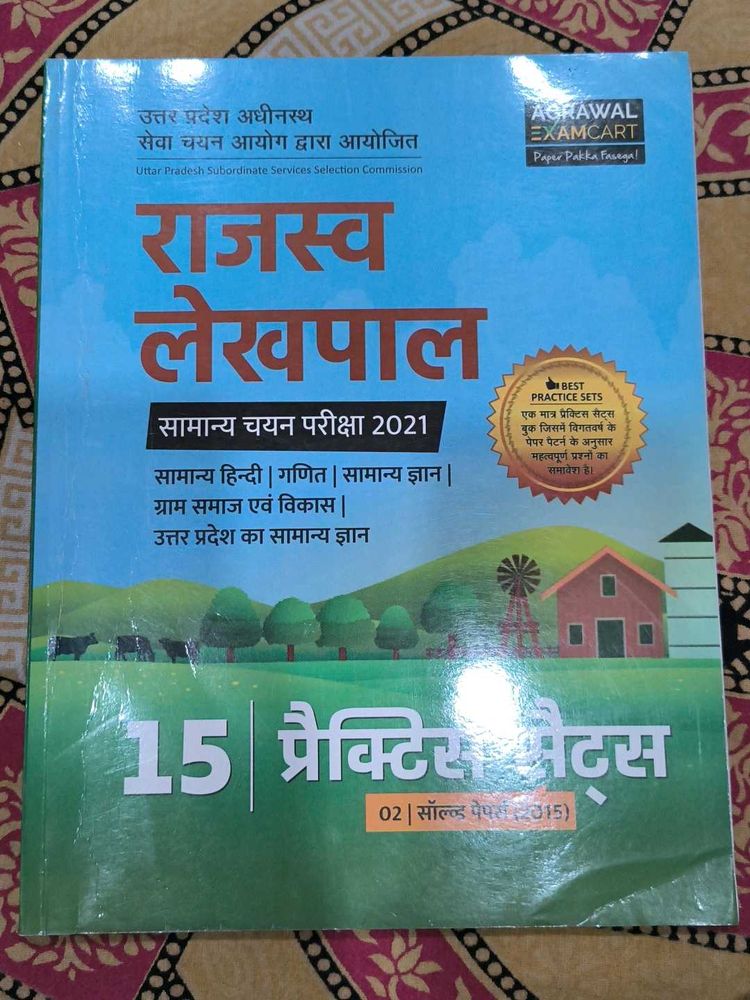 उत्तर प्रदेश अधीनस्थ
सेवा चयन आयोग द्वारा आयोजित
Uttar Pradesh Subordinate Services Selection Commission
AGRAWAL
EXAMCART
Paper Pakka Fasega!
राजस्व
लेखपाल
सामान्य चयन परीक्षा 2021
सामान्य हिन्दी | गणित | सामान्य ज्ञान |
ग्राम समाज एवं विकास |
उत्तर प्रदेश का सामान्य ज्ञान
BEST
PRACTICE SETS
एक मात्र प्रैक्टिस सैट्स
बुक जिसमें विगतवर्ष के
पेपर पैटर्न के अनुसार
महत्वपूर्ण प्रश्नों का
समावेश है।
15 | प्रैक्टिस सैट्स
02 | सॉल्व्ड पेपर्स (2015)